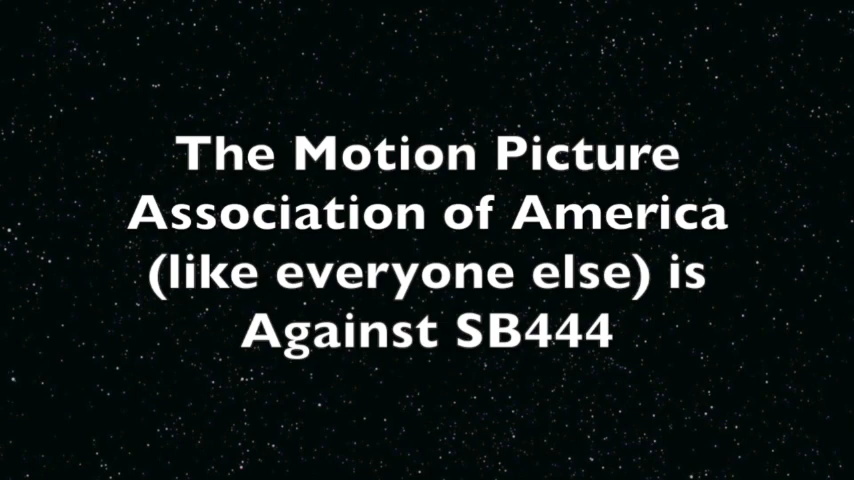 The Motion Picture
Association of America
(like everyone else) is
Against SB444